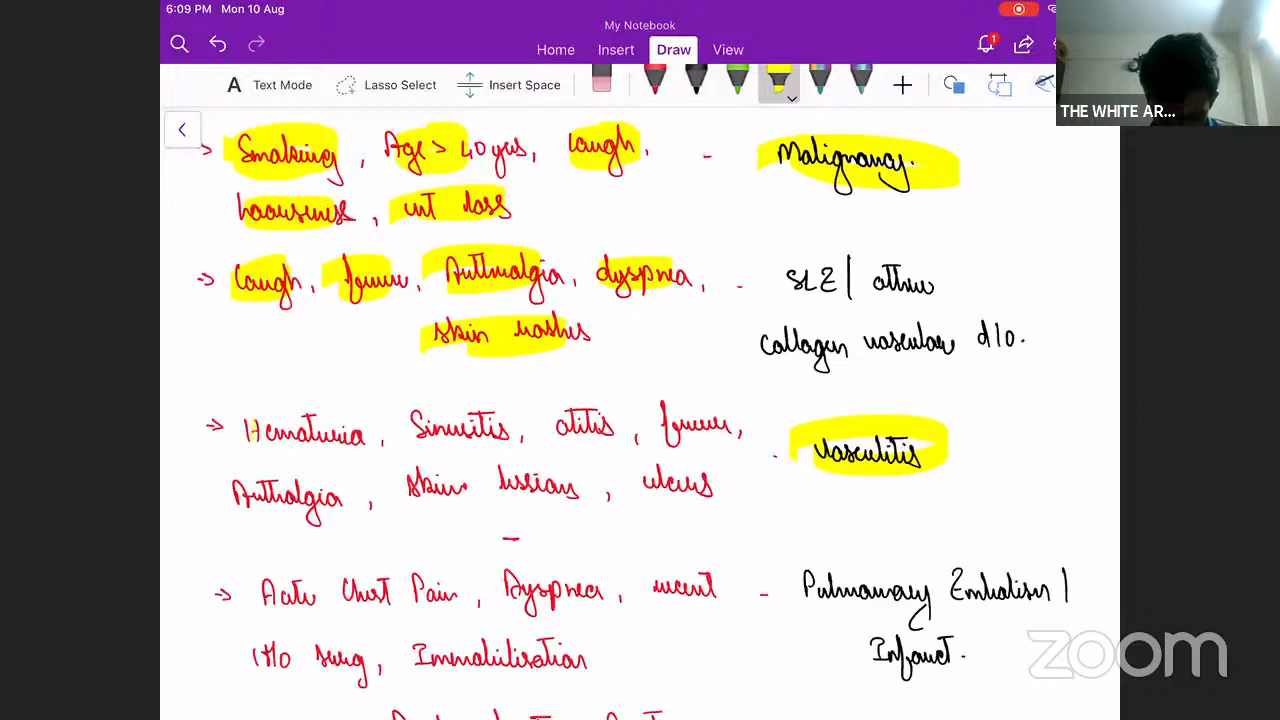 6:09 PM Mon 10 Aug
My Notebook
Home Insert Draw View
1
A Text Mode Lasso Select Insert Space
THE WHITE AR...
→ Smoking, Age > 40 yrs, Cough, - Malignancy.
hoarseness, wt loss
→ Cough, fever, Arthralgia, dyspnea, - SLE / other
skin rashes collagen vascular d/o.
→ Hematuria, Sinusitis, otitis, fever, - Vasculitis
Arthalgia, skin lesions, ulcers
→ Acute Chest Pain, Dyspnea, recent - Pulmonary Embolism /
H/o surg, Immobilisation Infarct.
zoom